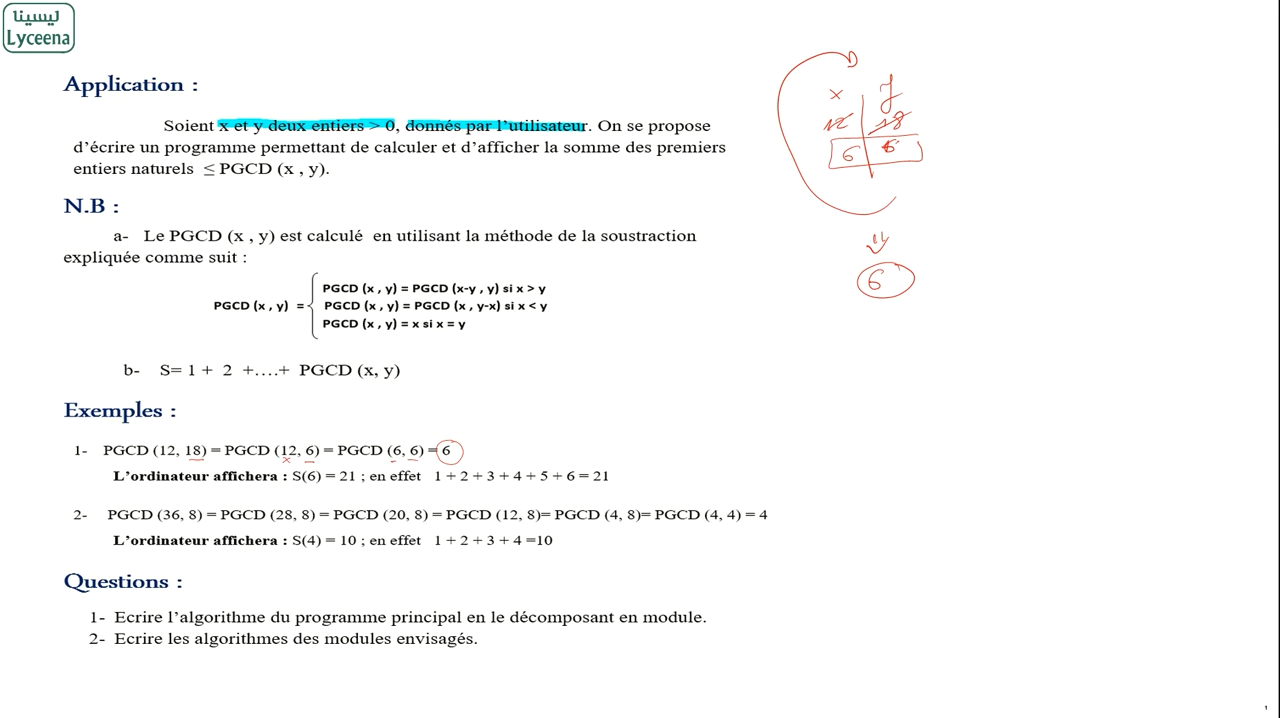 ليسينا
Lyceena
Application :
Soient x et y deux entiers > 0, donnés par l'utilisateur. On se propose
d'écrire un programme permettant de calculer et d'afficher la somme des premiers
entiers naturels ≤ PGCD (x , y).
N.B :
a- Le PGCD (x , y) est calculé en utilisant la méthode de la soustraction
expliquée comme suit :
PGCD (x , y) = PGCD (x-y , y) si x > y
PGCD (x , y) = PGCD (x , y) = PGCD (x , y-x) si x < y
PGCD (x , y) = x si x = y
b- S= 1 + 2 +….+ PGCD (x, y)
Exemples :
1- PGCD (12, 18) = PGCD (12, 6) = PGCD (6, 6) = 6
L'ordinateur affichera : S(6) = 21 ; en effet 1 + 2 + 3 + 4 + 5 + 6 = 21
2- PGCD (36, 8) = PGCD (28, 8) = PGCD (20, 8) = PGCD (12, 8)= PGCD (4, 8)= PGCD (4, 4) = 4
L'ordinateur affichera : S(4) = 10 ; en effet 1 + 2 + 3 + 4 =10
Questions :
1- Ecrire l'algorithme du programme principal en le décomposant en module.
2- Ecrire les algorithmes des modules envisagés.
x y
12 18
6 6
6
١